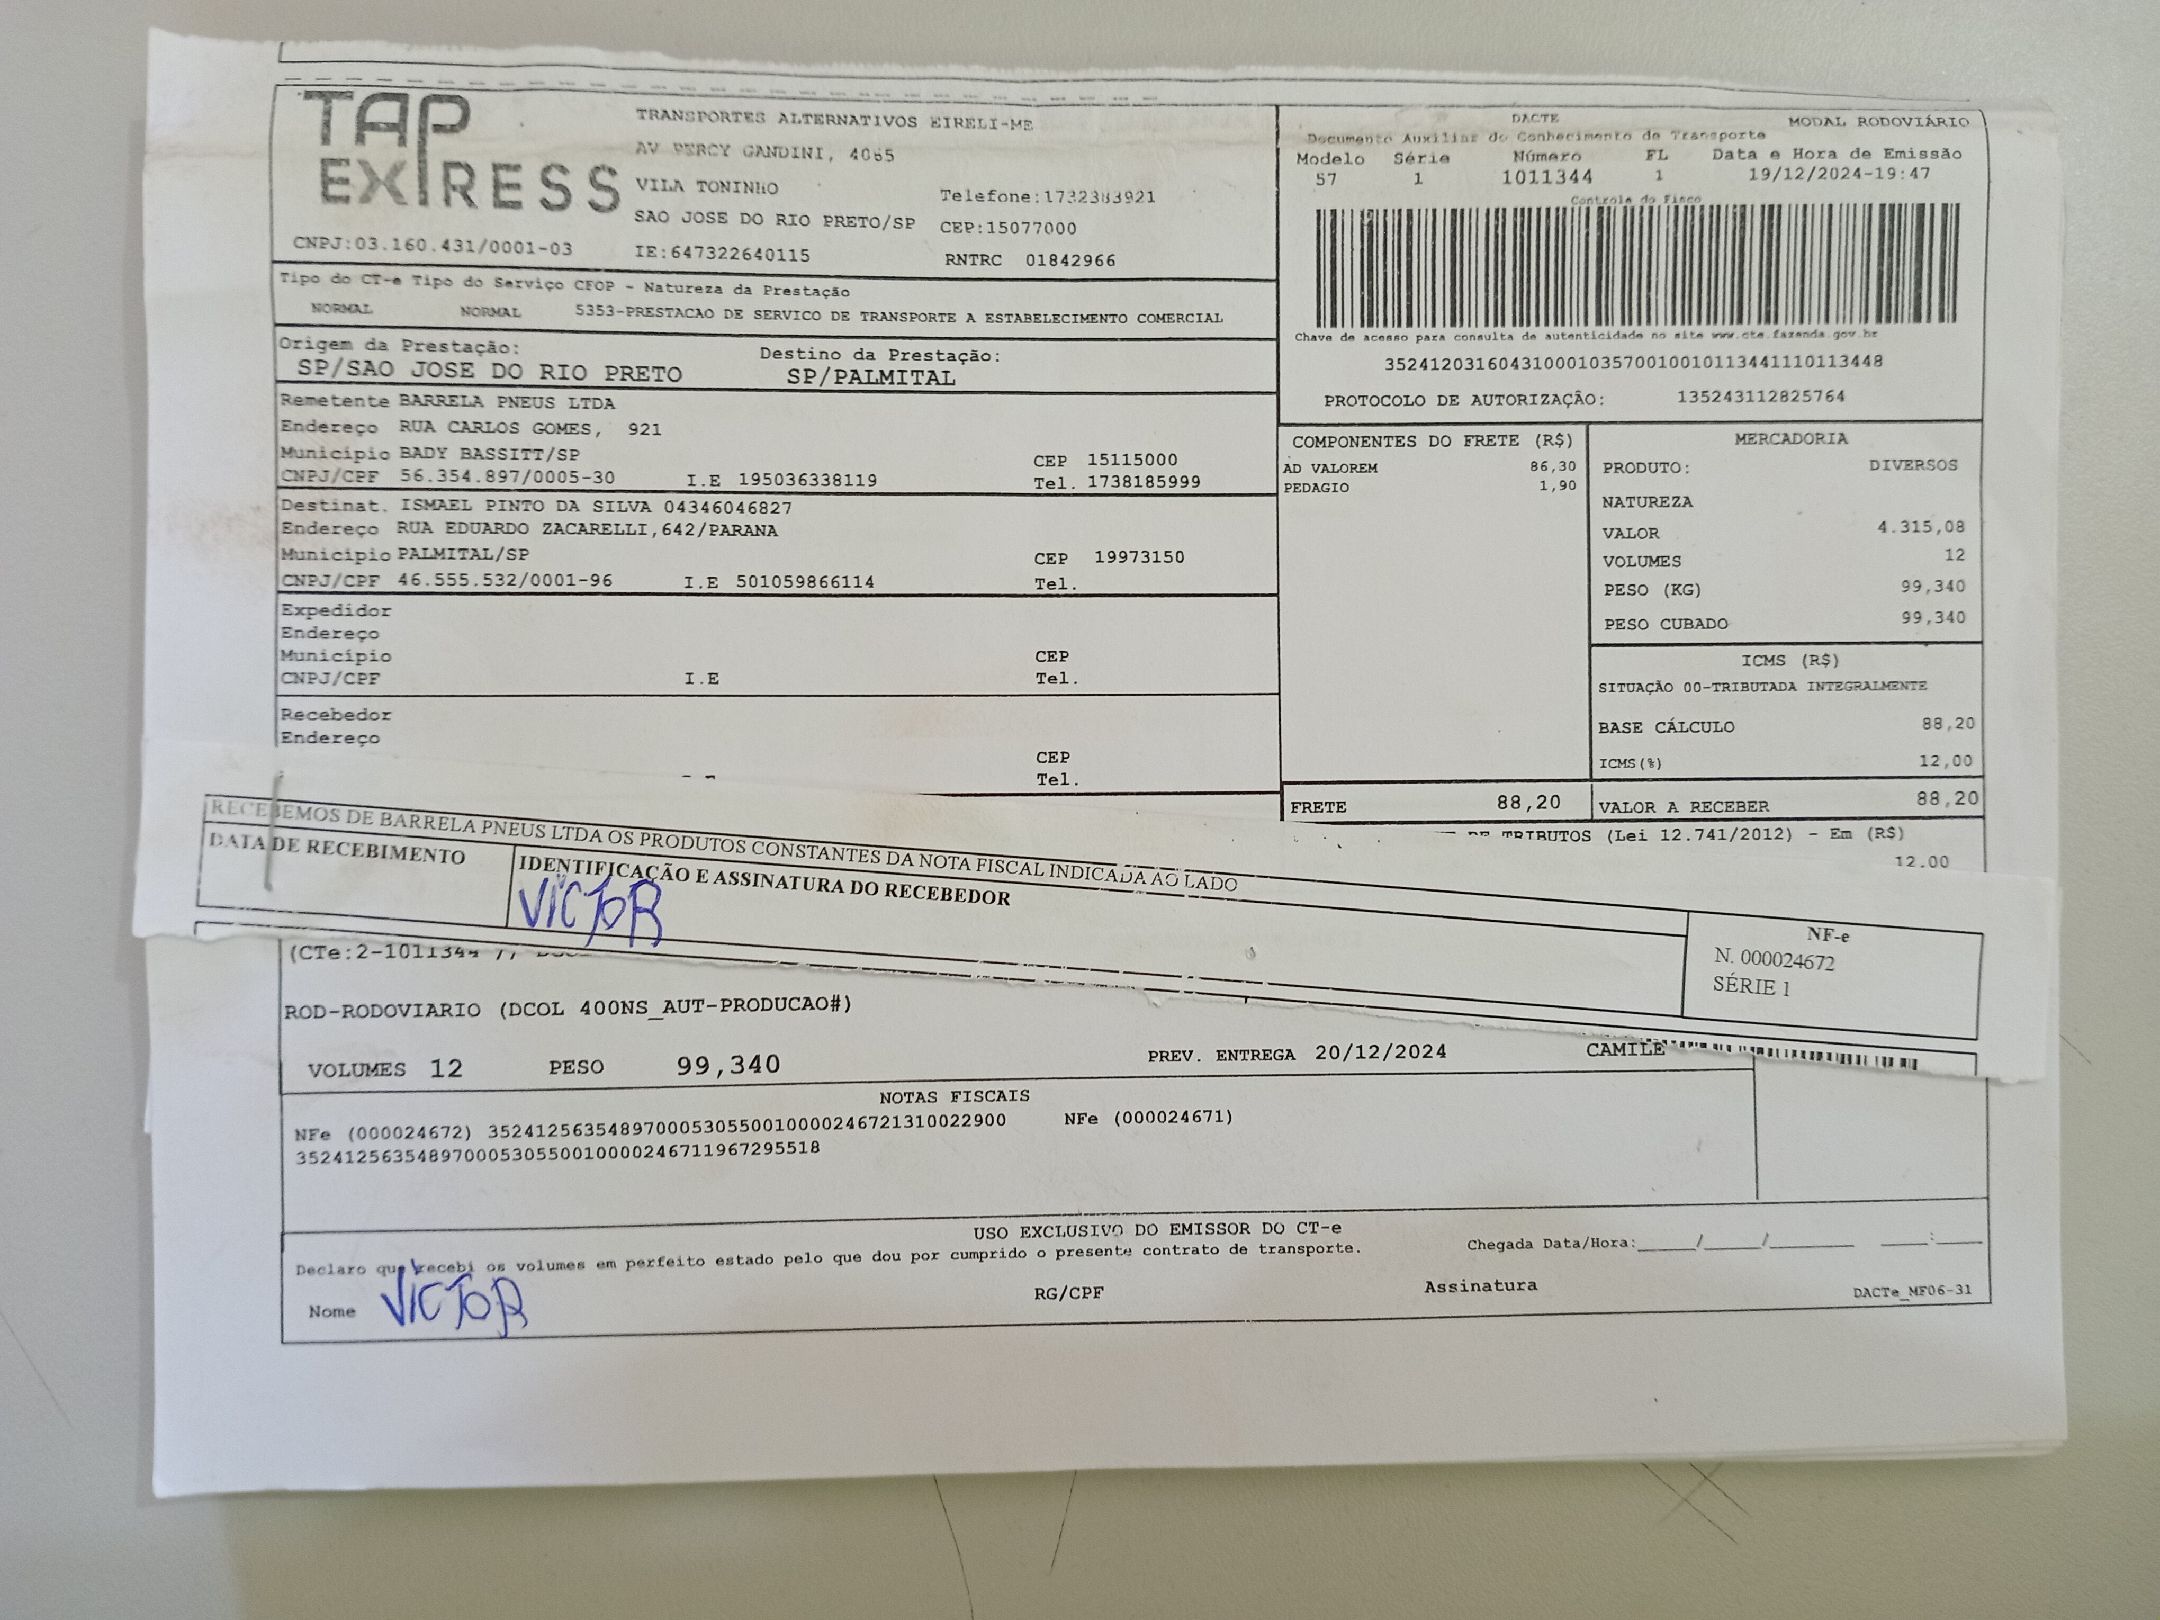 TAP EXPRESS
TRANSPORTES ALTERNATIVOS EIRELI-ME
AV PERCY GANDINI, 4065
VILA TONINHO
Telefone:1732383921
SAO JOSE DO RIO PRETO/SP CEP:15077000
CNPJ:03.160.431/0001-03 IE:647322640115 RNTRC 01842966
DACTE MODAL RODOVIÁRIO
Documento Auxiliar do Conhecimento de Transporte
Modelo Série Número FL Data e Hora de Emissão
57 1 1011344 1 19/12/2024-19:47
Controle do Fisco
Chave de acesso para consulta de autenticidade no site www.cte.fazenda.gov.br
35241203160431000103570010010113441110113448
PROTOCOLO DE AUTORIZAÇÃO: 135243112825764
Tipo do CT-e Tipo do Serviço CFOP - Natureza da Prestação
NORMAL NORMAL 5353-PRESTACAO DE SERVICO DE TRANSPORTE A ESTABELECIMENTO COMERCIAL
Origem da Prestação: Destino da Prestação:
SP/SAO JOSE DO RIO PRETO SP/PALMITAL
Remetente BARRELA PNEUS LTDA
Endereço RUA CARLOS GOMES, 921
Município BADY BASSITT/SP CEP 15115000
CNPJ/CPF 56.354.897/0005-30 I.E 195036338119 Tel. 1738185999
Destinat. ISMAEL PINTO DA SILVA 04346046827
Endereço RUA EDUARDO ZACARELLI,642/PARANA
Município PALMITAL/SP CEP 19973150
CNPJ/CPF 46.555.532/0001-96 I.E 501059866114 Tel.
Expedidor
Endereço
Município CEP
CNPJ/CPF I.E Tel.
Recebedor
Endereço
CEP
Tel.
COMPONENTES DO FRETE (R$)
AD VALOREM 86,30
PEDAGIO 1,90
FRETE 88,20
MERCADORIA
PRODUTO: DIVERSOS
NATUREZA
VALOR 4.315,08
VOLUMES 12
PESO (KG) 99,340
PESO CUBADO 99,340
ICMS (R$)
SITUAÇÃO 00-TRIBUTADA INTEGRALMENTE
BASE CÁLCULO 88,20
ICMS(%) 12,00
VALOR A RECEBER 88,20
DE TRIBUTOS (Lei 12.741/2012) - Em (R$)
12.00
RECEBEMOS DE BARRELA PNEUS LTDA OS PRODUTOS CONSTANTES DA NOTA FISCAL INDICADA AO LADO
DATA DE RECEBIMENTO IDENTIFICAÇÃO E ASSINATURA DO RECEBEDOR
VICTOR
NF-e
N. 000024672
SÉRIE 1
(CTe:2-1011344
ROD-RODOVIARIO (DCOL 400NS_AUT-PRODUCAO#)
VOLUMES 12 PESO 99,340 PREV. ENTREGA 20/12/2024 CAMILE
NOTAS FISCAIS
NFe (000024672) 35241256354897000530550010000246721310022900 NFe (000024671)
35241256354897000530550010000246711967295518
USO EXCLUSIVO DO EMISSOR DO CT-e
Declaro que recebi os volumes em perfeito estado pelo que dou por cumprido o presente contrato de transporte. Chegada Data/Hora:_____/_____/________ ____:____
Nome VICTOR RG/CPF Assinatura DACTe_MF06-31